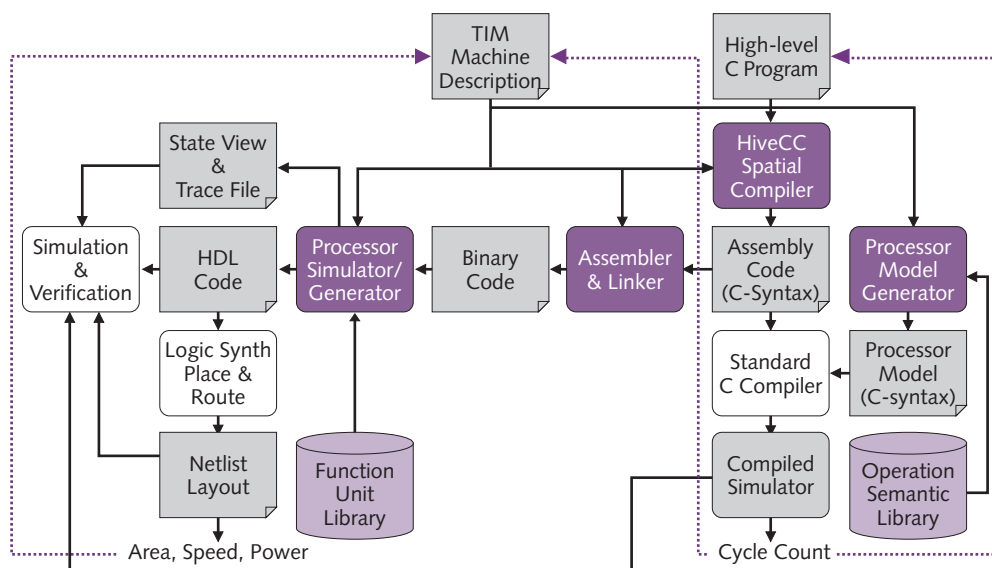 TIM
Machine
Description
High-level
C Program
State View
&
Trace File
HiveCC
Spatial
Compiler
Simulation
&
Verification
HDL
Code
Processor
Simulator/
Generator
Binary
Code
Assembler
& Linker
Assembly
Code
(C-Syntax)
Processor
Model
Generator
Logic Synth
Place &
Route
Standard
C Compiler
Processor
Model
(C-syntax)
Netlist
Layout
Function
Unit
Library
Compiled
Simulator
Operation
Semantic
Library
Area, Speed, Power
Cycle Count